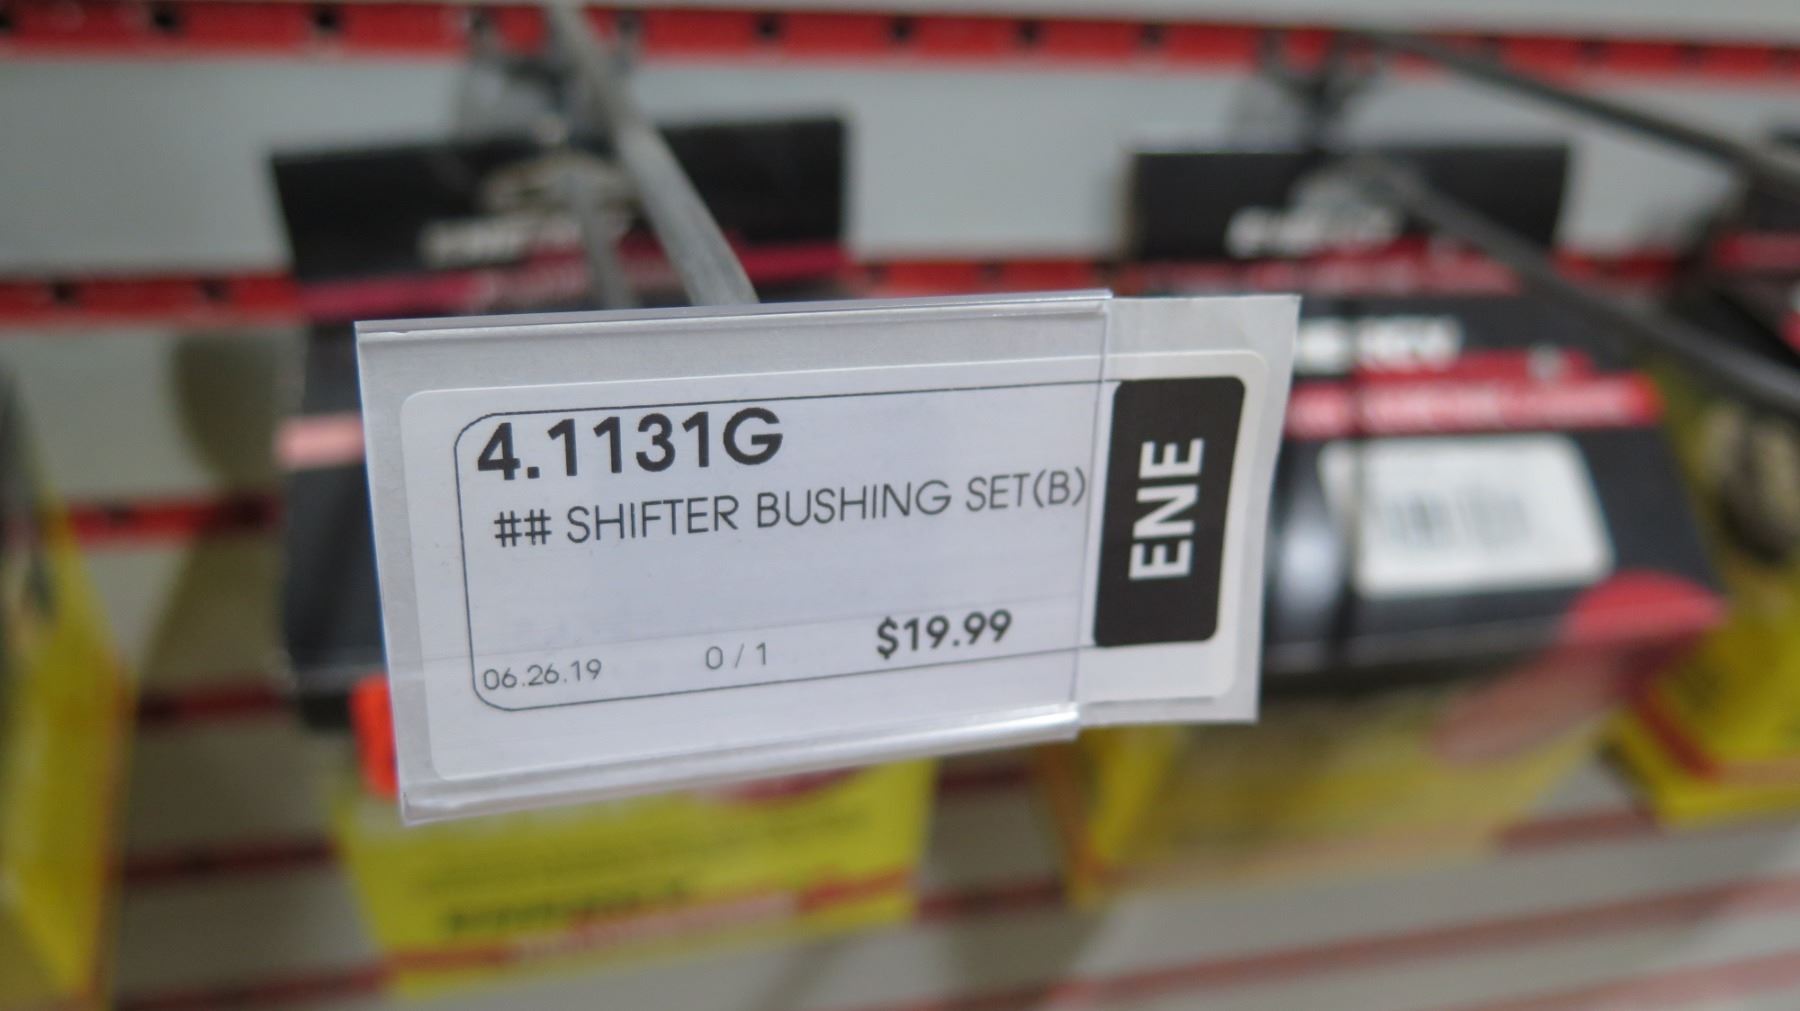 4.1131G
## SHIFTER BUSHING SET(B)
06.26.19 0/1 $19.99
ENE